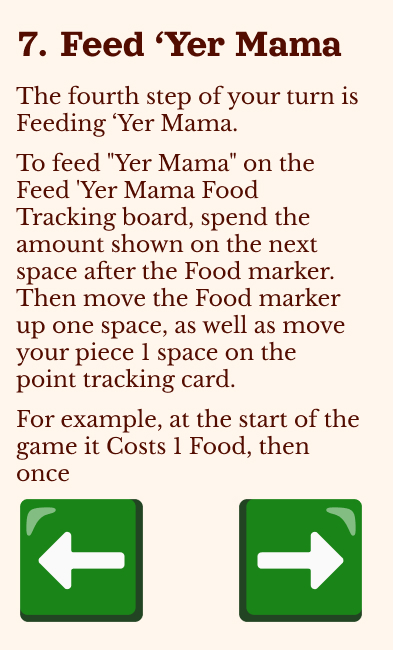 7. Feed ‘Yer Mama
The fourth step of your turn is
Feeding ‘Yer Mama.
To feed "Yer Mama" on the
Feed 'Yer Mama Food
Tracking board, spend the
amount shown on the next
space after the Food marker.
Then move the Food marker
up one space, as well as move
your piece 1 space on the
point tracking card.
For example, at the start of the
game it Costs 1 Food, then
once